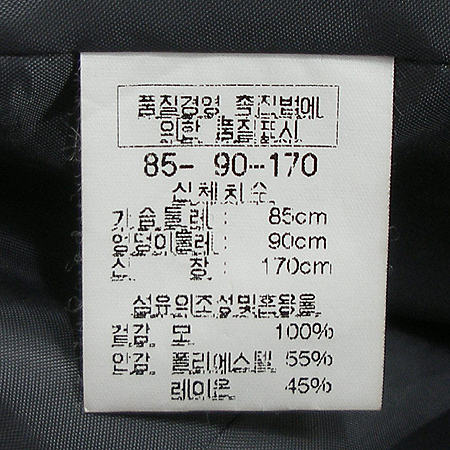 품질경영 촉진법에
의한 품질표시
85- 90-170
신체치수
가슴둘레 : 85cm
엉덩이둘레 : 90cm
신 장 : 170cm
섬유의조성및혼용율
겉감 모 100%
안감 폴리에스텔 55%
레이온 45%